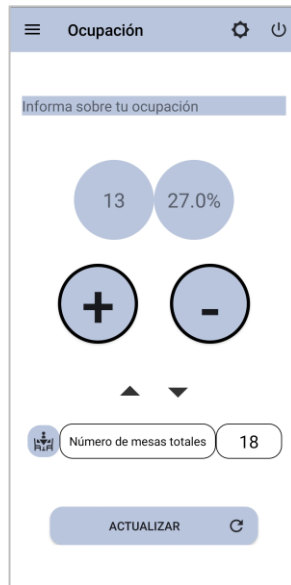 Ocupación
Informa sobre tu ocupación
13 27.0%
+ -
Número de mesas totales 18
ACTUALIZAR